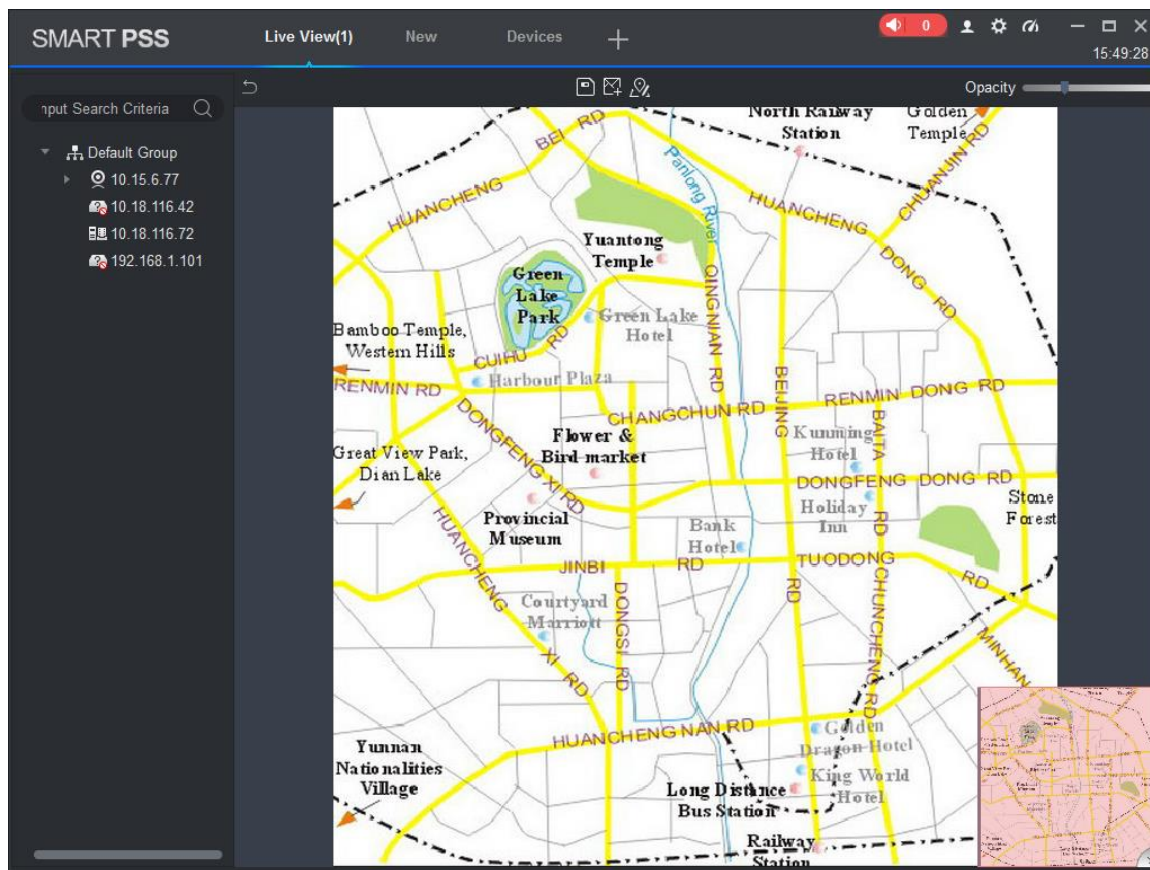 SMART PSS
Live View(1)
New
Devices
0
15:49:28
nput Search Criteria
Opacity
Default Group
10.15.6.77
10.18.116.42
10.18.116.72
192.168.1.101
North Railway
Station
Golden
Temple
BEI RD
Panlong River
CHUANJIN RD
HUANCHENG
HUANCHENG
DONG RD
Yuantong
Temple
Green
Lake
Park
QINGNIAN RD
Green Lake
Hotel
Bamboo Temple,
Western Hills
CUIHU RD
RENMIN RD
Harbour Plaza
BEIJING
RENMIN DONG RD
CHANGCHUN RD
DONGFENG XI RD
Flower &
Bird market
Kunming
Hotel
BAITA
Great View Park,
Dian Lake
DONGFENG DONG RD
Stone
Forest
Holiday
Inn
RD
Provincial
Museum
Bank
Hotel
HUANCHENG
JINBI
RD
TUODONG
RD
RD
CHUNCHENG RD
Courtyard
Marriott
DONGSI RD
XI RD
MINHAN
HUANCHENG NAN RD
Golden
Dragon Hotel
Yunnan
Nationalities
Village
King World
Hotel
Long Distance
Bus Station
Railway
Station